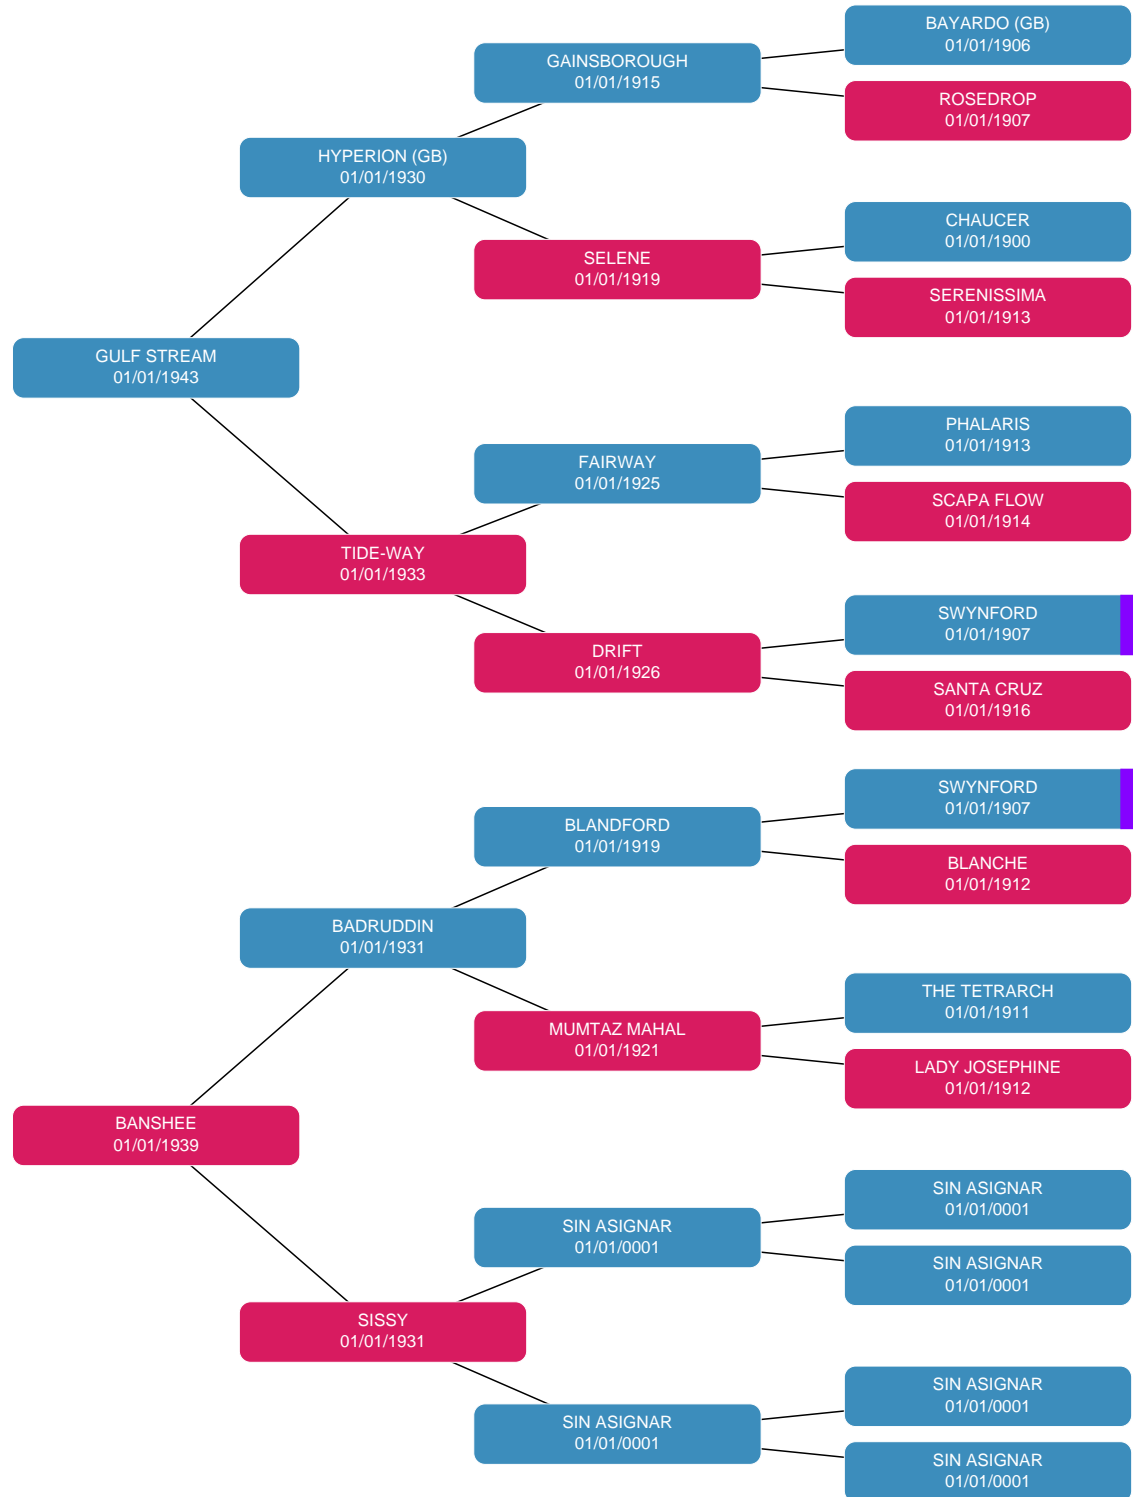 BAYARDO (GB)
01/01/1906
GAINSBOROUGH
01/01/1915
ROSEDROP
01/01/1907
HYPERION (GB)
01/01/1930
CHAUCER
01/01/1900
SELENE
01/01/1919
SERENISSIMA
01/01/1913
GULF STREAM
01/01/1943
PHALARIS
01/01/1913
FAIRWAY
01/01/1925
SCAPA FLOW
01/01/1914
TIDE-WAY
01/01/1933
SWYNFORD
01/01/1907
DRIFT
01/01/1926
SANTA CRUZ
01/01/1916
SWYNFORD
01/01/1907
BLANDFORD
01/01/1919
BLANCHE
01/01/1912
BADRUDDIN
01/01/1931
THE TETRARCH
01/01/1911
MUMTAZ MAHAL
01/01/1921
LADY JOSEPHINE
01/01/1912
BANSHEE
01/01/1939
SIN ASIGNAR
01/01/0001
SIN ASIGNAR
01/01/0001
SIN ASIGNAR
01/01/0001
SISSY
01/01/1931
SIN ASIGNAR
01/01/0001
SIN ASIGNAR
01/01/0001
SIN ASIGNAR
01/01/0001